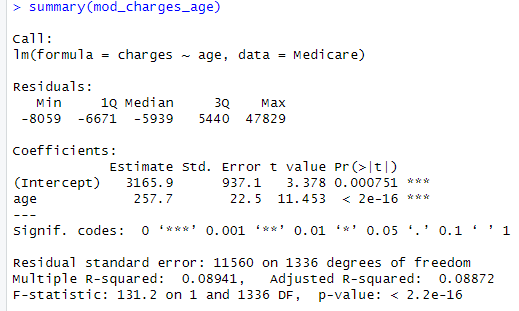 > summary(mod_charges_age)
Call:
lm(formula = charges ~ age, data = Medicare)
Residuals:
Min 1Q Median 3Q Max
-8059 -6671 -5939 5440 47829
Coefficients:
Estimate Std. Error t value Pr(>|t|)
(Intercept) 3165.9 937.1 3.378 0.000751 ***
age 257.7 22.5 11.453 < 2e-16 ***
---
Signif. codes: 0 ‘***’ 0.001 ‘**’ 0.01 ‘*’ 0.05 ‘.’ 0.1 ‘ ’ 1
Residual standard error: 11560 on 1336 degrees of freedom
Multiple R-squared: 0.08941, Adjusted R-squared: 0.08872
F-statistic: 131.2 on 1 and 1336 DF, p-value: < 2.2e-16